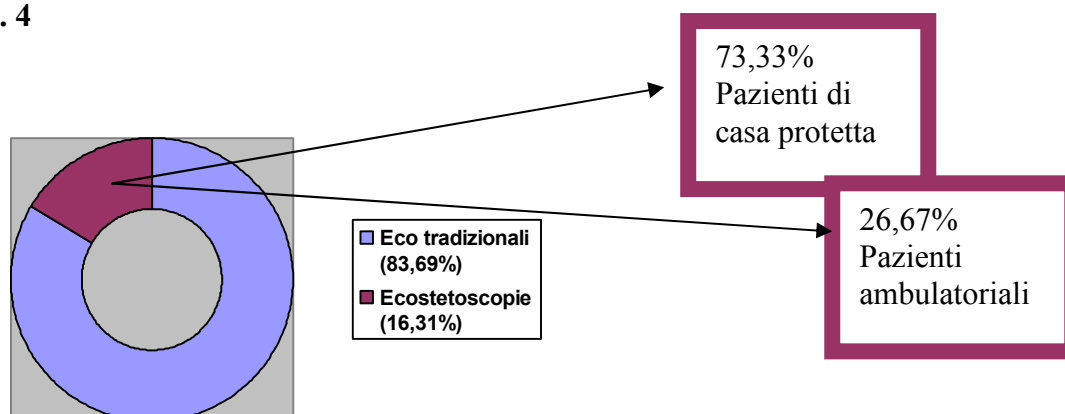 . 4
73,33%
Pazienti di
casa protetta
26,67%
Pazienti
ambulatoriali
Eco tradizionali
(83,69%)
Ecostetoscopie
(16,31%)